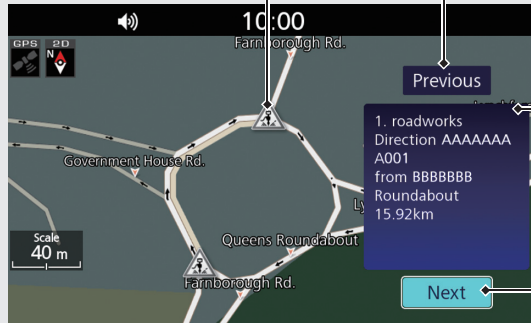 10:00
GPS 2D
N
Farnborough Rd.
Previous
1. roadworks
Direction AAAAAAA
A001
from BBBBBBB
Roundabout
15.92km
Government House Rd.
Ly
Queens Roundabout
Scale
40 m
Farnborough Rd.
Next